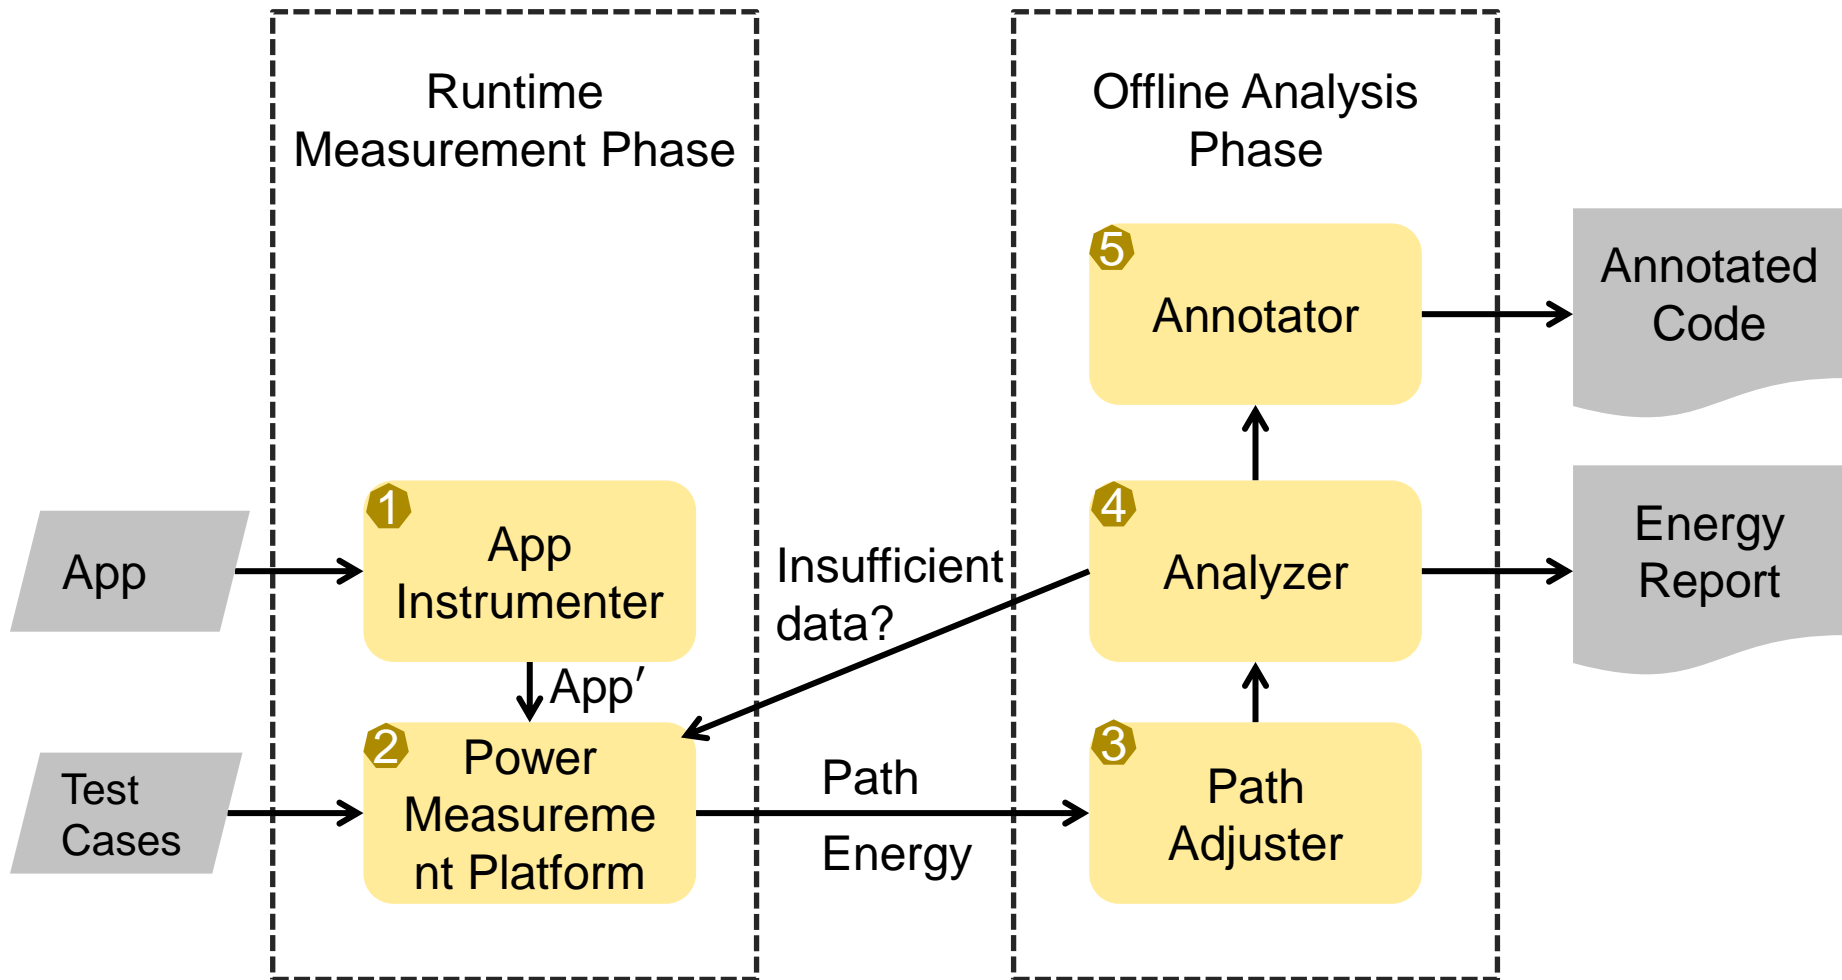 Runtime
Measurement Phase
Offline Analysis
Phase
5
Annotator
Annotated
Code
1
App
Instrumenter
App
App′
Insufficient
data?
4
Analyzer
Energy
Report
2
Power
Measureme
nt Platform
Test
Cases
Path
Energy
3
Path
Adjuster